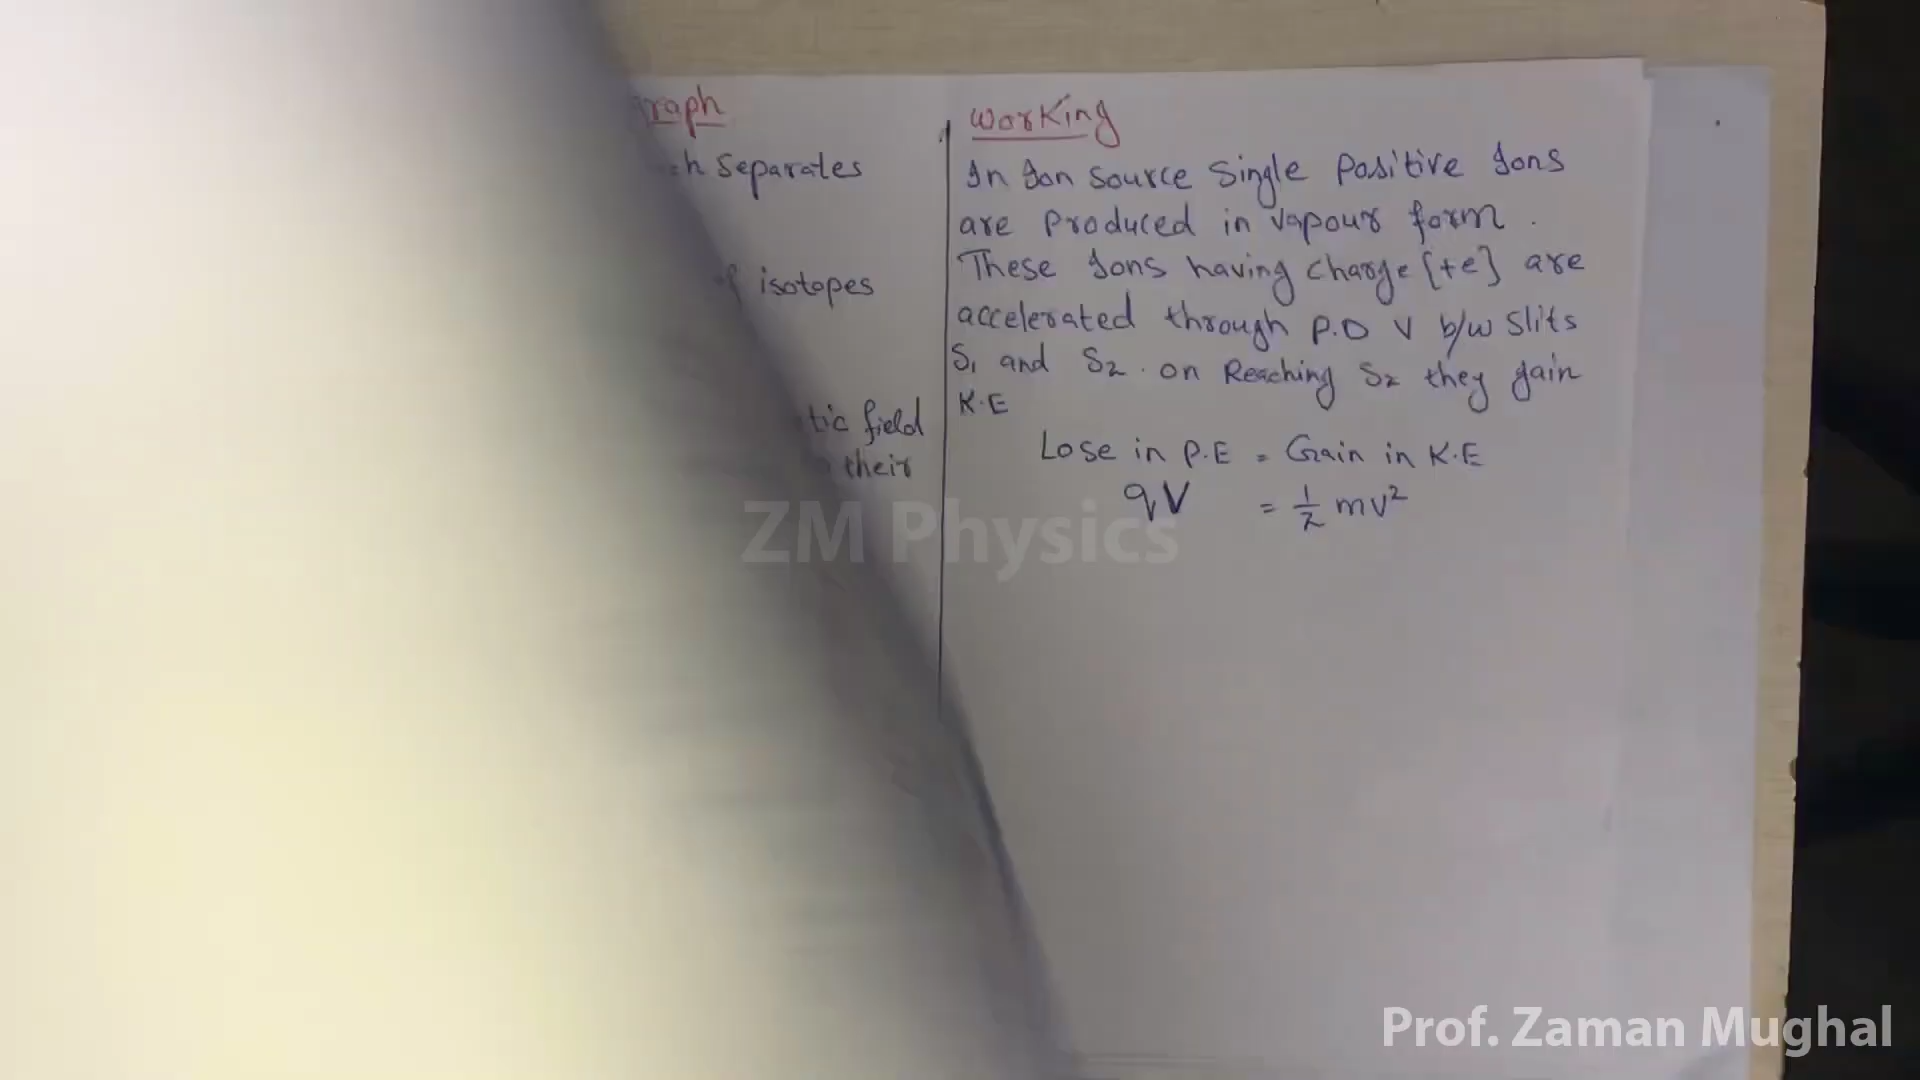 raph
h Separates
f isotopes
tic field
their
Working
In Ion Source Single Positive Ions
are Produced in Vapour form.
These Ions having charge [+e] are
accelerated through P.D V b/w Slits
S₁ and S₂. on Reaching S₂ they gain
K.E
Lose in P.E = Gain in K.E
qV = ½ mv²
ZM Physics
Prof. Zaman Mughal